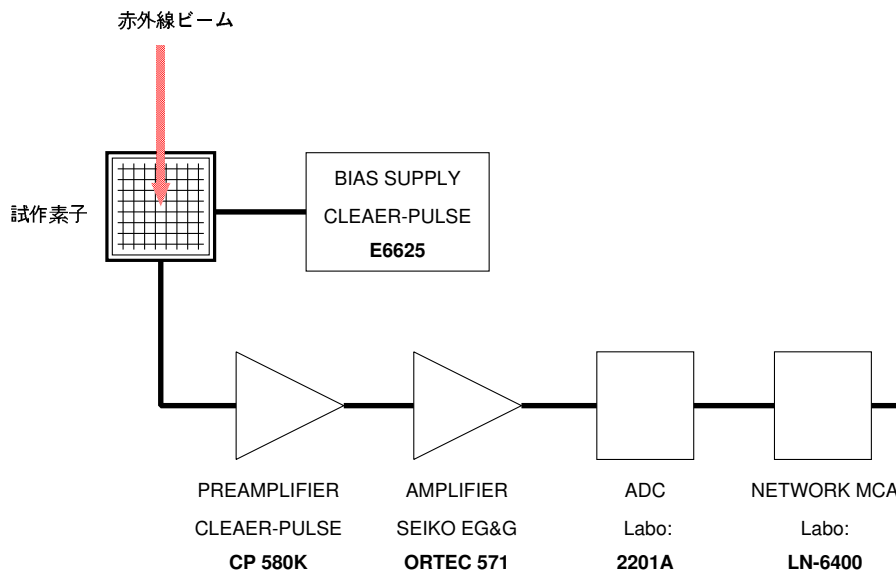 赤外線ビーム
試作素子
BIAS SUPPLY
CLEAER-PULSE
E6625
PREAMPLIFIER
CLEAER-PULSE
CP 580K
AMPLIFIER
SEIKO EG&G
ORTEC 571
ADC
Labo:
2201A
NETWORK MCA
Labo:
LN-6400